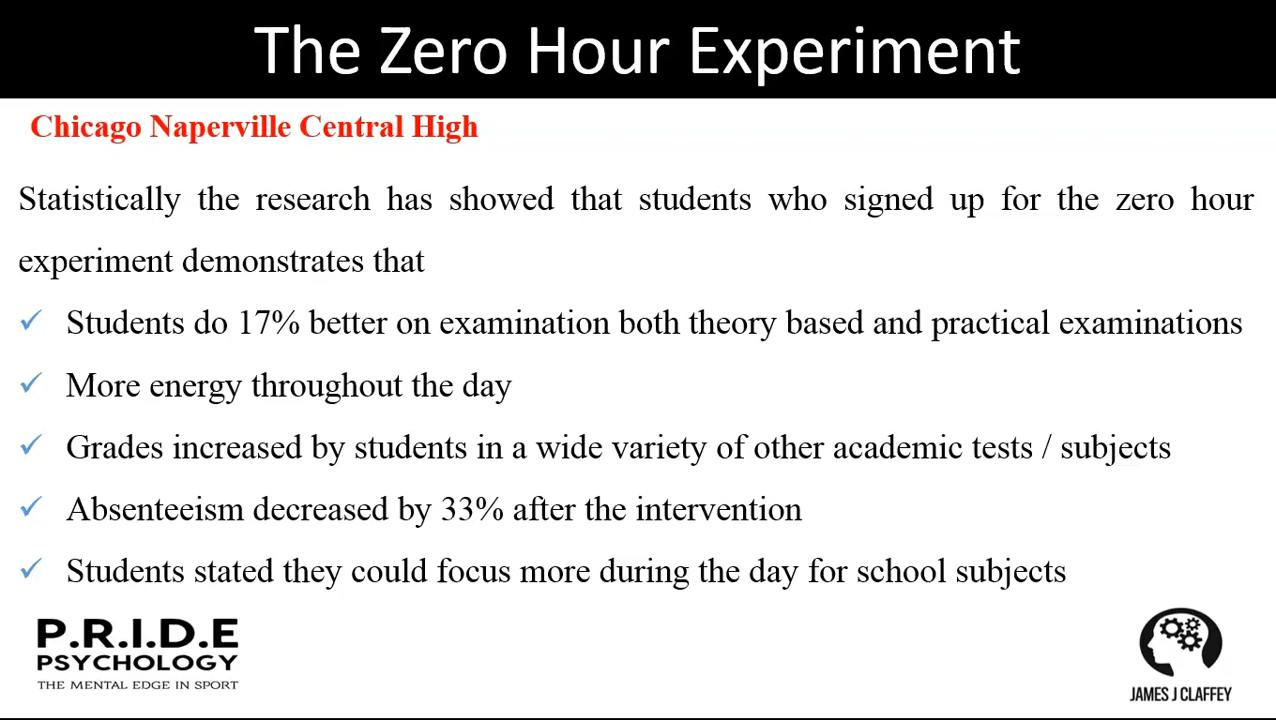 The Zero Hour Experiment
Chicago Naperville Central High
Statistically the research has showed that students who signed up for the zero hour
experiment demonstrates that
✓ Students do 17% better on examination both theory based and practical examinations
✓ More energy throughout the day
✓ Grades increased by students in a wide variety of other academic tests / subjects
✓ Absenteeism decreased by 33% after the intervention
✓ Students stated they could focus more during the day for school subjects
P.R.I.D.E
PSYCHOLOGY
THE MENTAL EDGE IN SPORT
JAMES J CLAFFEY